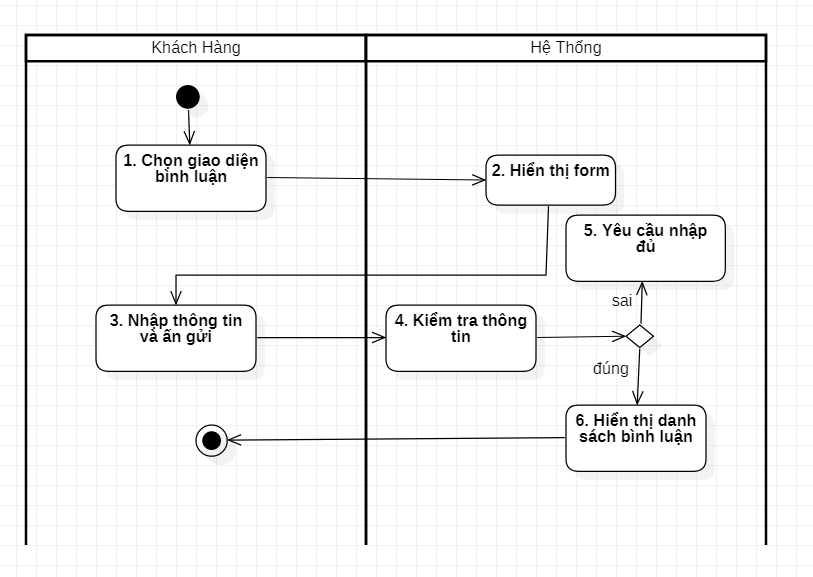 Khách Hàng
Hệ Thống
1. Chọn giao diện
bình luận
2. Hiển thị form
5. Yêu cầu nhập
đủ
sai
3. Nhập thông tin
và ấn gửi
4. Kiểm tra thông
tin
đúng
6. Hiển thị danh
sách bình luận